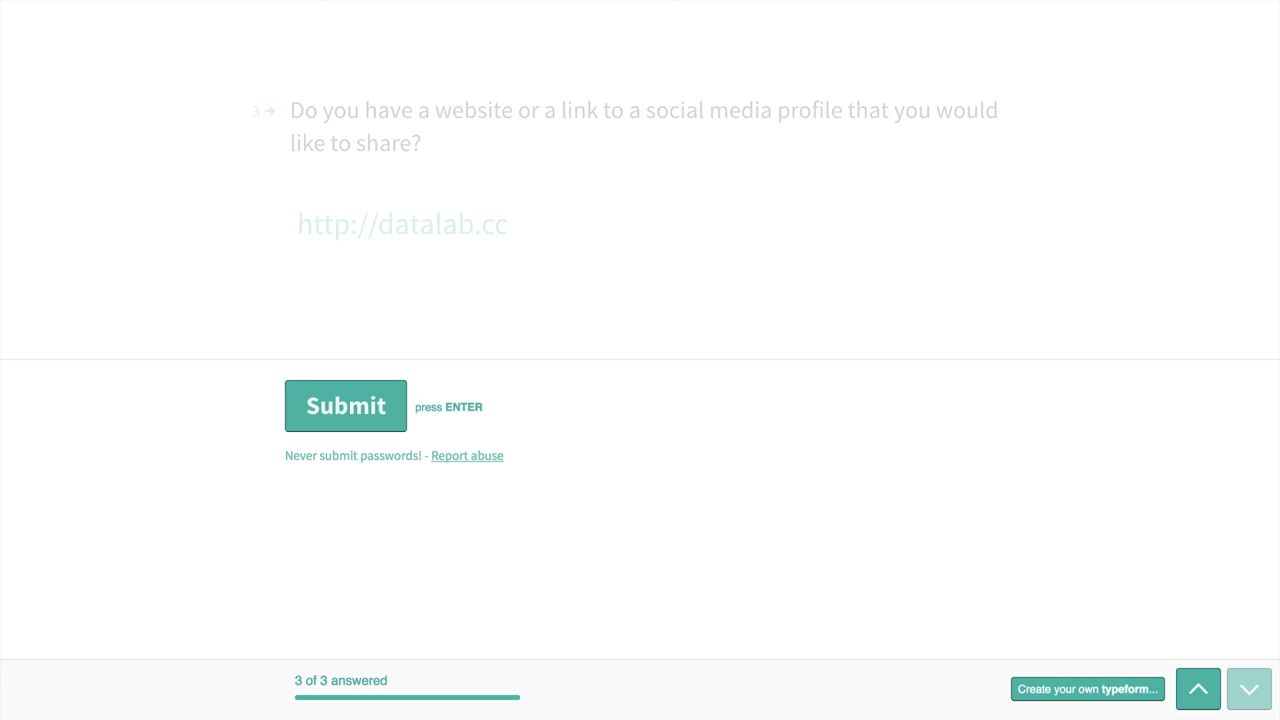 3 → Do you have a website or a link to a social media profile that you would
like to share?
http://datalab.cc
Submit press ENTER
Never submit passwords! - Report abuse
3 of 3 answered
Create your own typeform...